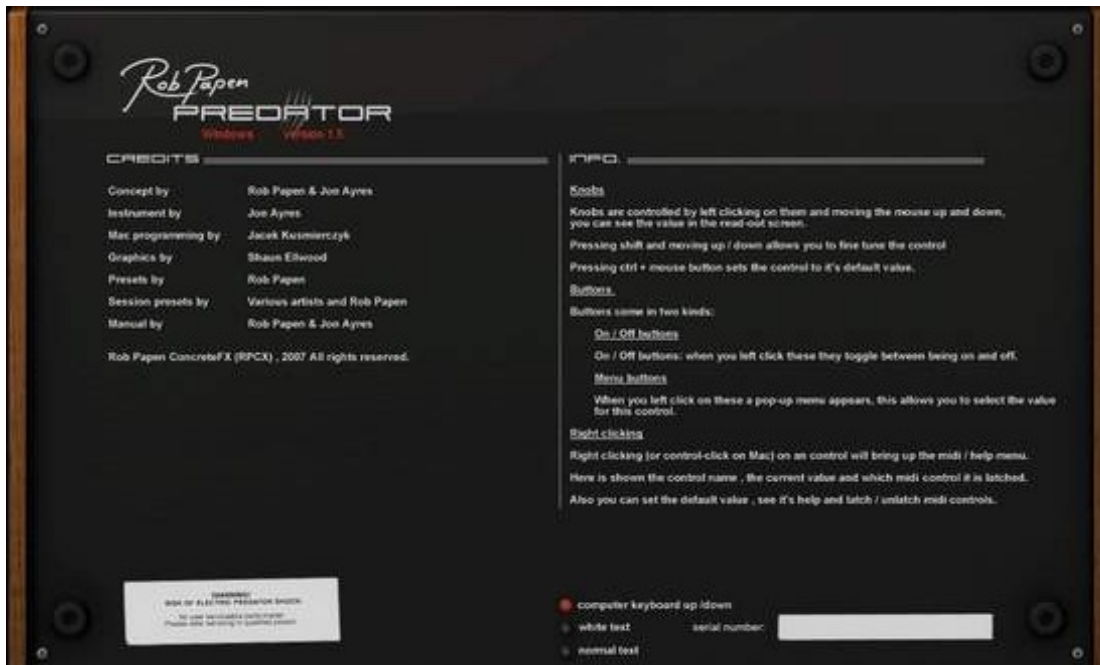 Rob Papen
PREDATOR
Windows version 1.5
CREDITS
Concept by Rob Papen & Jon Ayres
Instrument by Jon Ayres
Mac programming by Jacek Kusmierczyk
Graphics by Shaun Ellwood
Presets by Rob Papen
Session presets by Various artists and Rob Papen
Manual by Rob Papen & Jon Ayres
Rob Papen ConcreteFX (RPCX) , 2007 All rights reserved.
INFO.
Knobs
Knobs are controlled by left clicking on them and moving the mouse up and down,
you can see the value in the read-out screen.
Pressing shift and moving up / down allows you to fine tune the control
Pressing ctrl + mouse button sets the control to it's default value.
Buttons.
Buttons come in two kinds:
On / Off buttons
On / Off buttons: when you left click these they toggle between being on and off.
Menu buttons
When you left click on these a pop-up menu appears, this allows you to select the value
for this control.
Right clicking
Right clicking (or control-click on Mac) on an control will bring up the midi / help menu.
Here is shown the control name , the current value and which midi control it is latched.
Also you can set the default value , see it's help and latch / unlatch midi controls.
WARNING!
RISK OF ELECTRIC PREDATOR SHOCK
computer keyboard up /down
white text serial number:
normal text